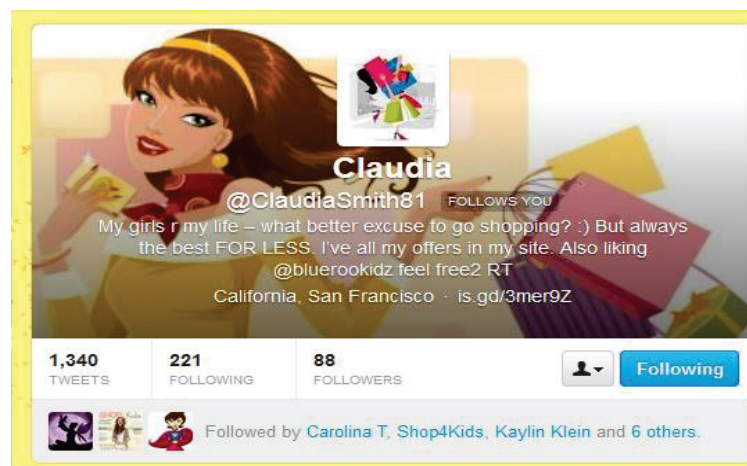 Claudia
@ClaudiaSmith81 FOLLOWS YOU
My girls r my life – what better excuse to go shopping? :) But always
the best FOR LESS. I've all my offers in my site. Also liking
@bluerookidz feel free2 RT
California, San Francisco · is.gd/3mer9Z
1,340 221 88
TWEETS FOLLOWING FOLLOWERS
Following
SHOP
Followed by Carolina T, Shop4Kids, Kaylin Klein and 6 others.